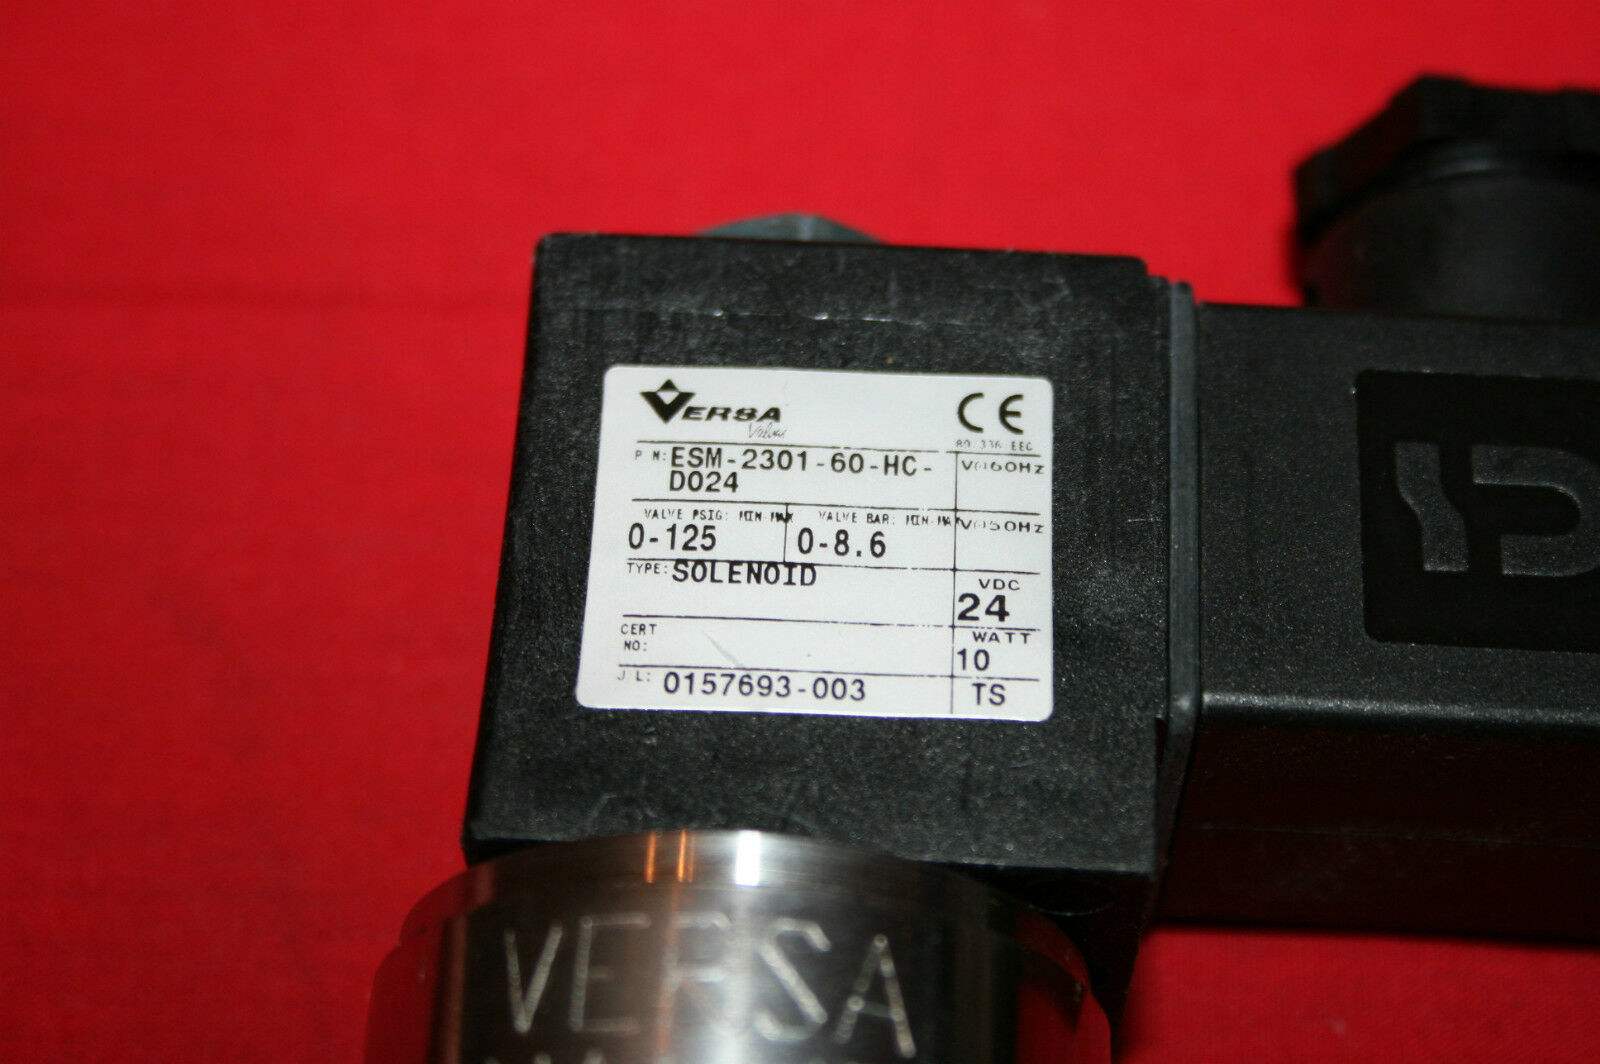 VERSA
Valves
CE
89 336 EEC
P N: ESM-2301-60-HC-
D024
V@60Hz
VALVE PSIG: MIN-MAX
VALVE BAR: MIN-MAX
V@50Hz
0-125
0-8.6
TYPE: SOLENOID
VDC
24
CERT
NO:
WATT
10
0157693-003
TS
VERSA